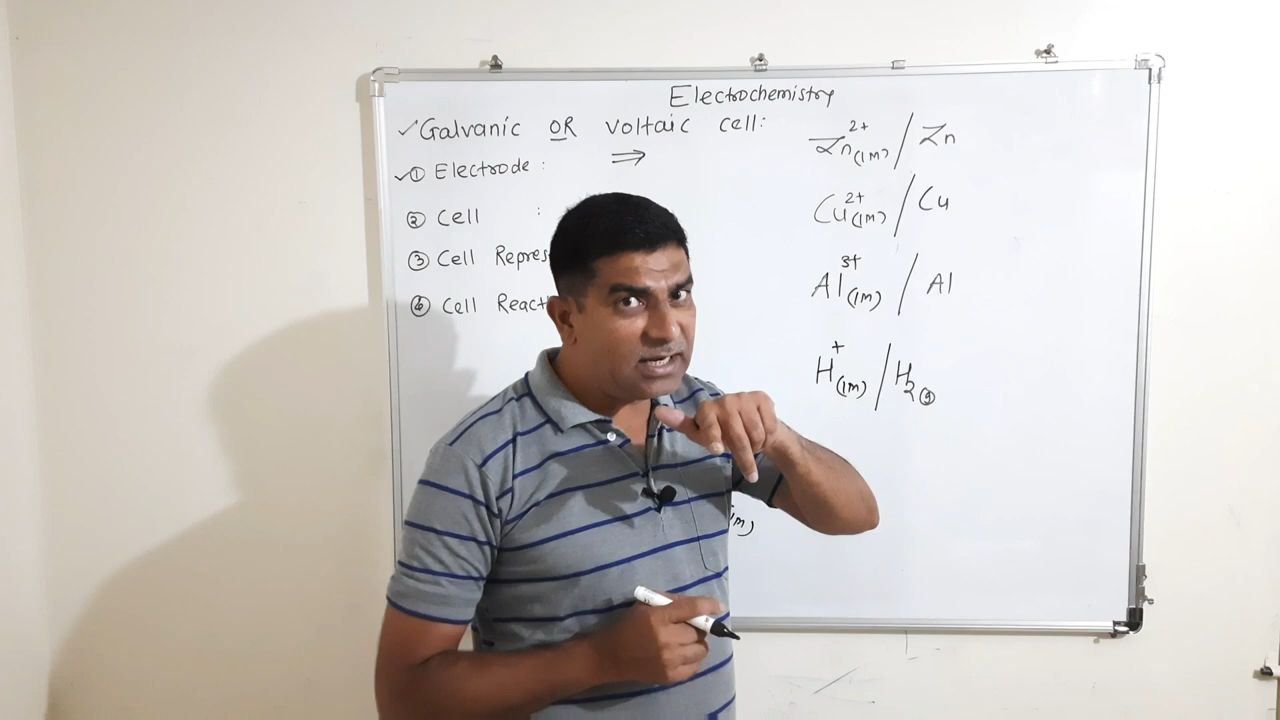 Electrochemistry
✓Galvanic OR voltaic cell:
✓① Electrode : ⇒
② Cell :
③ Cell Repres
④ Cell React
Zn²⁺(1M) / Zn
Cu²⁺(1M) / Cu
Al³⁺(1M) / Al
H⁺(1M) / H₂(g)
(1M)